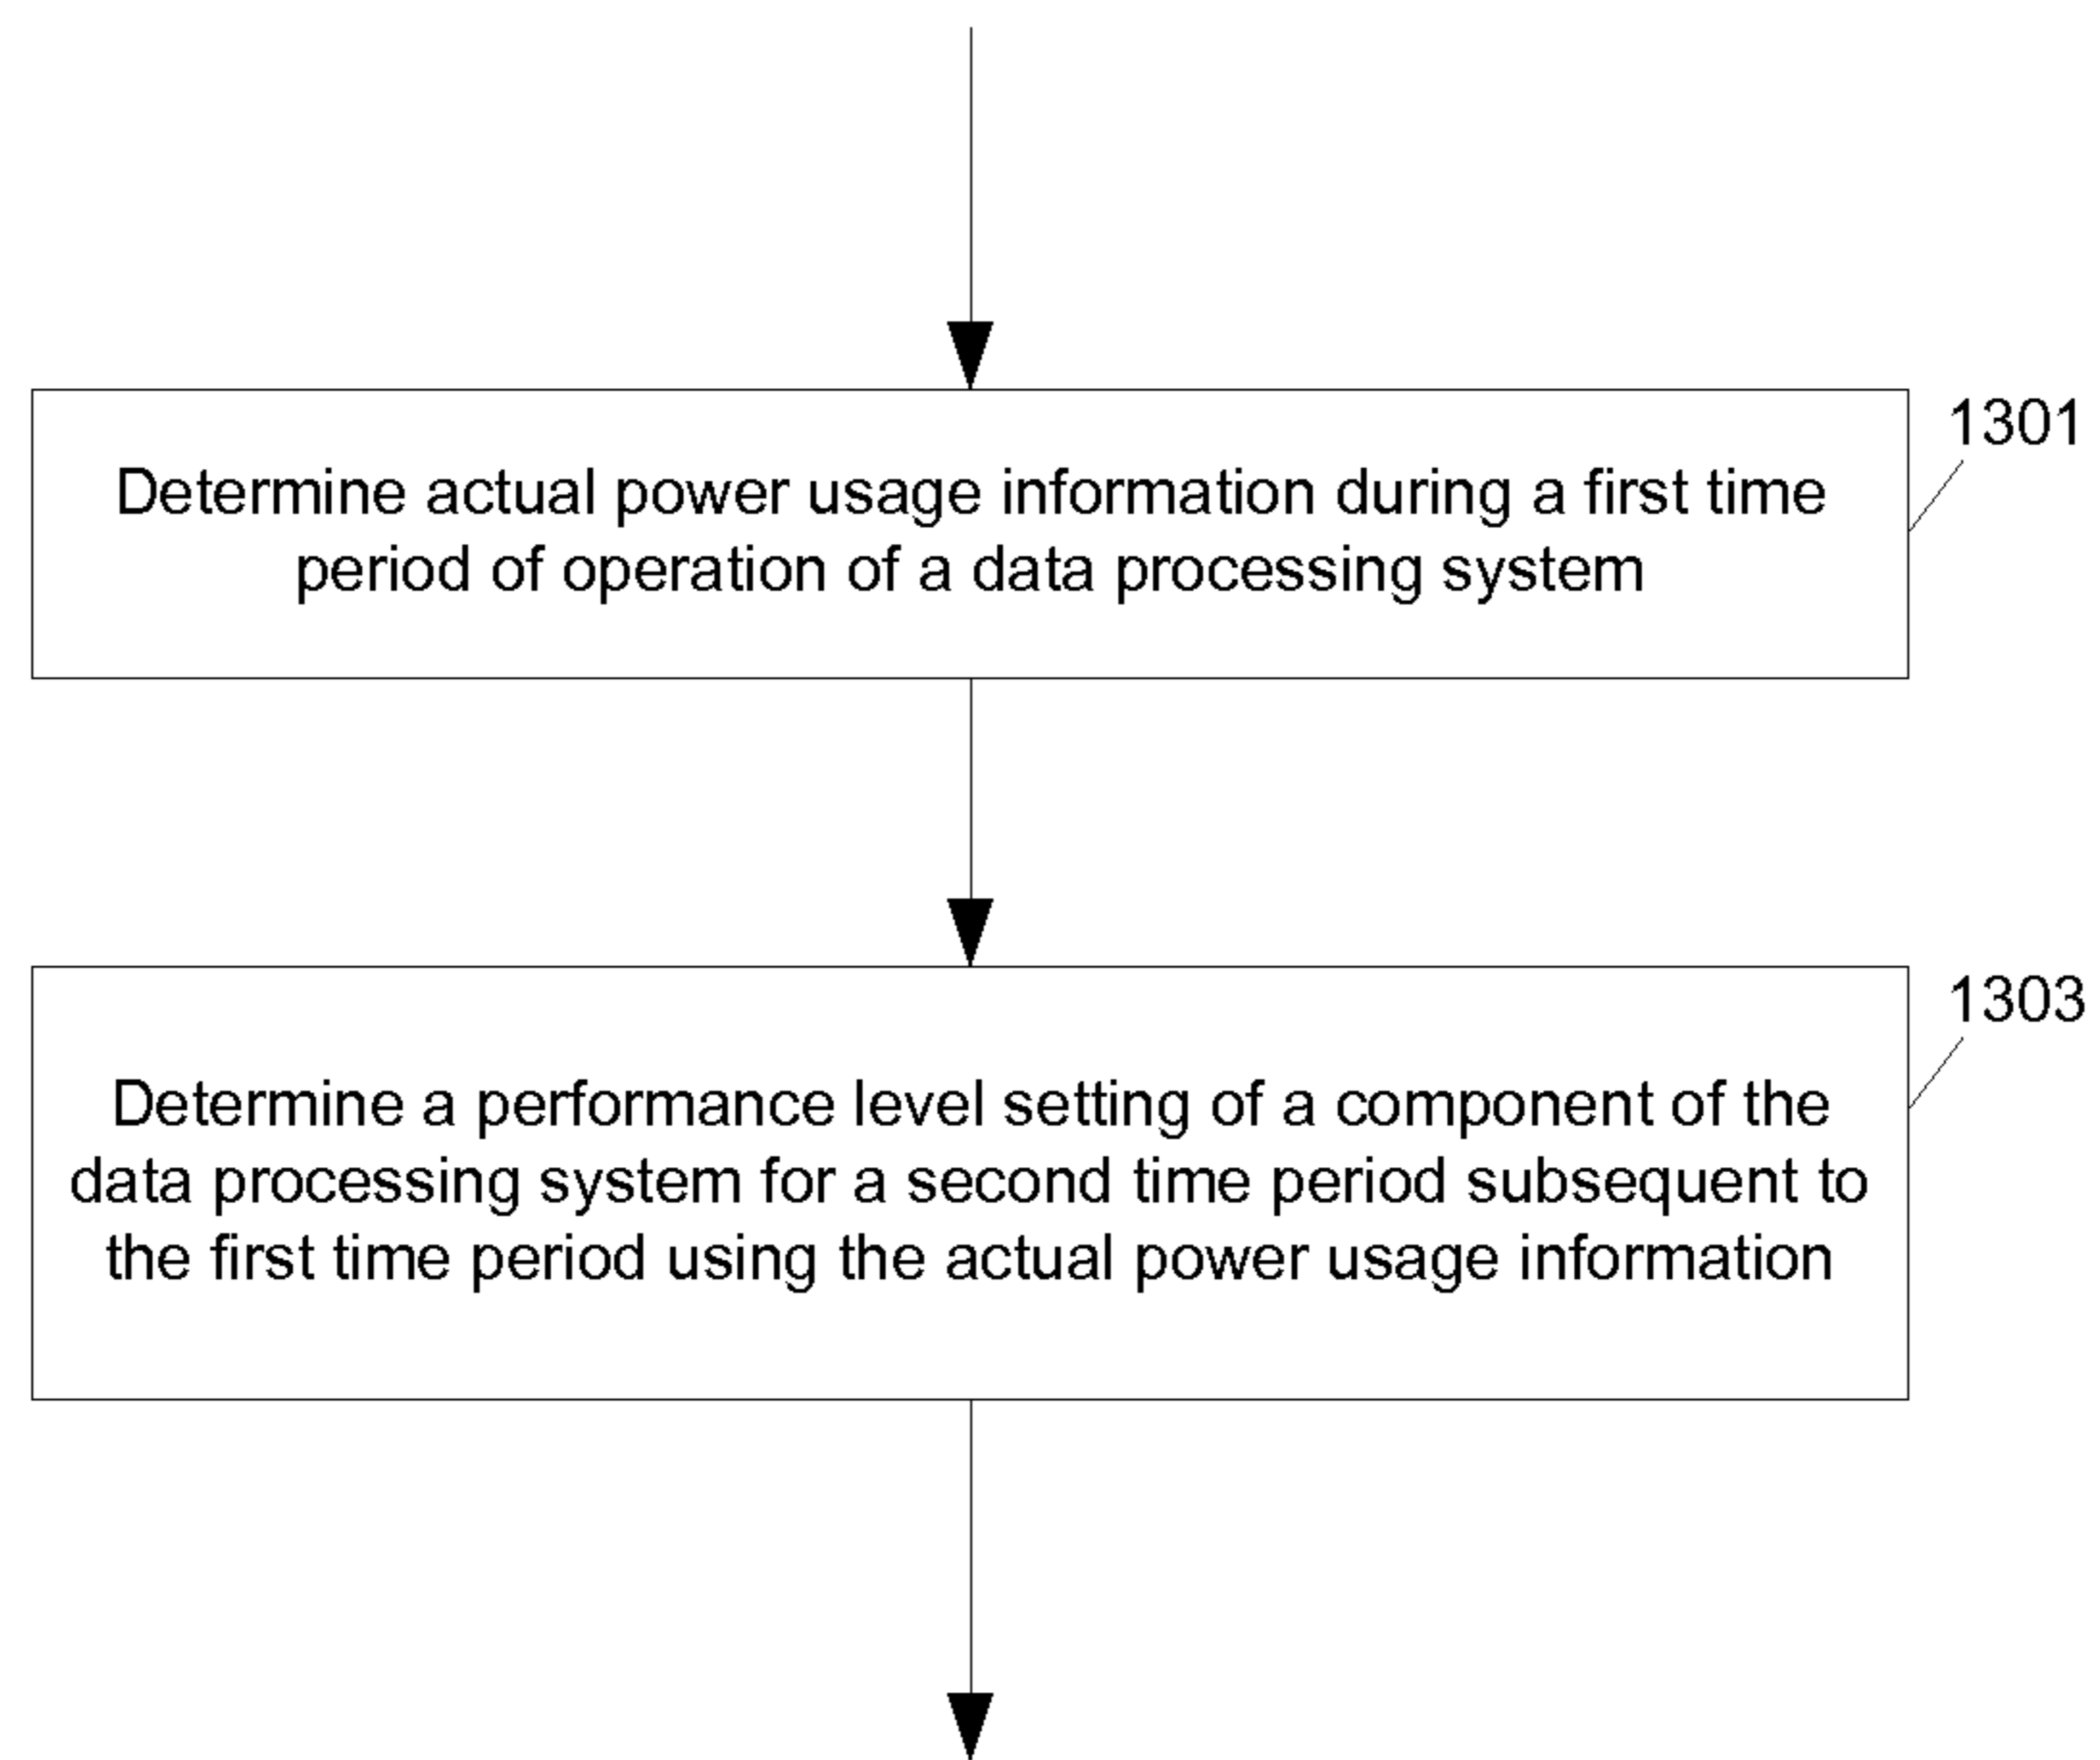 1301
Determine actual power usage information during a first time
period of operation of a data processing system
1303
Determine a performance level setting of a component of the
data processing system for a second time period subsequent to
the first time period using the actual power usage information